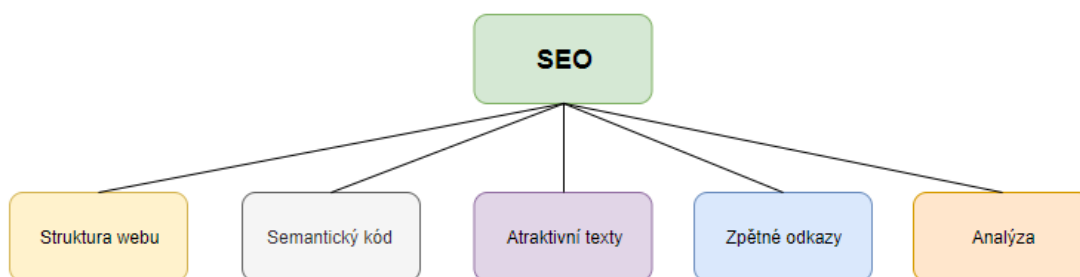 SEO
Struktura webu
Semantický kód
Atraktivní texty
Zpětné odkazy
Analýza